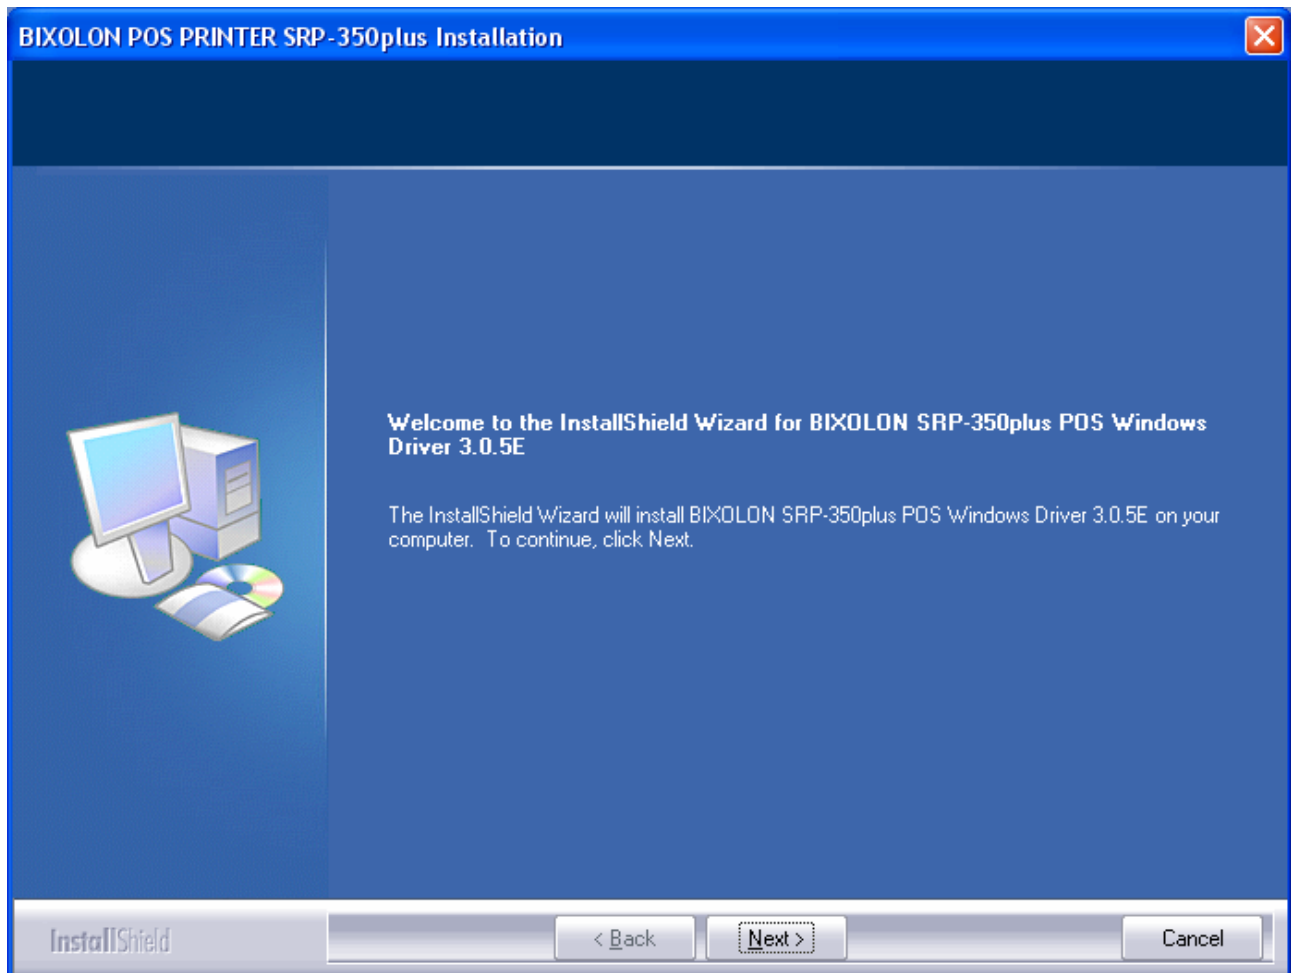 BIXOLON POS PRINTER SRP-350plus Installation
Welcome to the InstallShield Wizard for BIXOLON SRP-350plus POS Windows
Driver 3.0.5E
The InstallShield Wizard will install BIXOLON SRP-350plus POS Windows Driver 3.0.5E on your
computer.  To continue, click Next.
InstallShield
< Back
Next >
Cancel